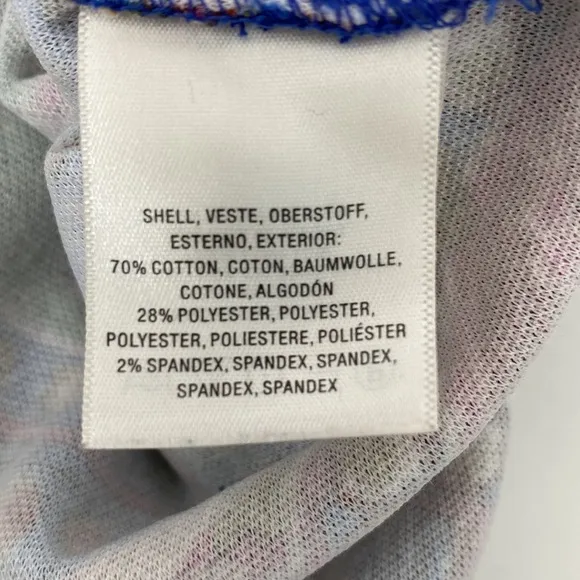 SHELL, VESTE, OBERSTOFF,
ESTERNO, EXTERIOR:
70% COTTON, COTON, BAUMWOLLE,
COTONE, ALGODÓN
28% POLYESTER, POLYESTER,
POLYESTER, POLIESTERE, POLIÉSTER
2% SPANDEX, SPANDEX, SPANDEX,
SPANDEX, SPANDEX